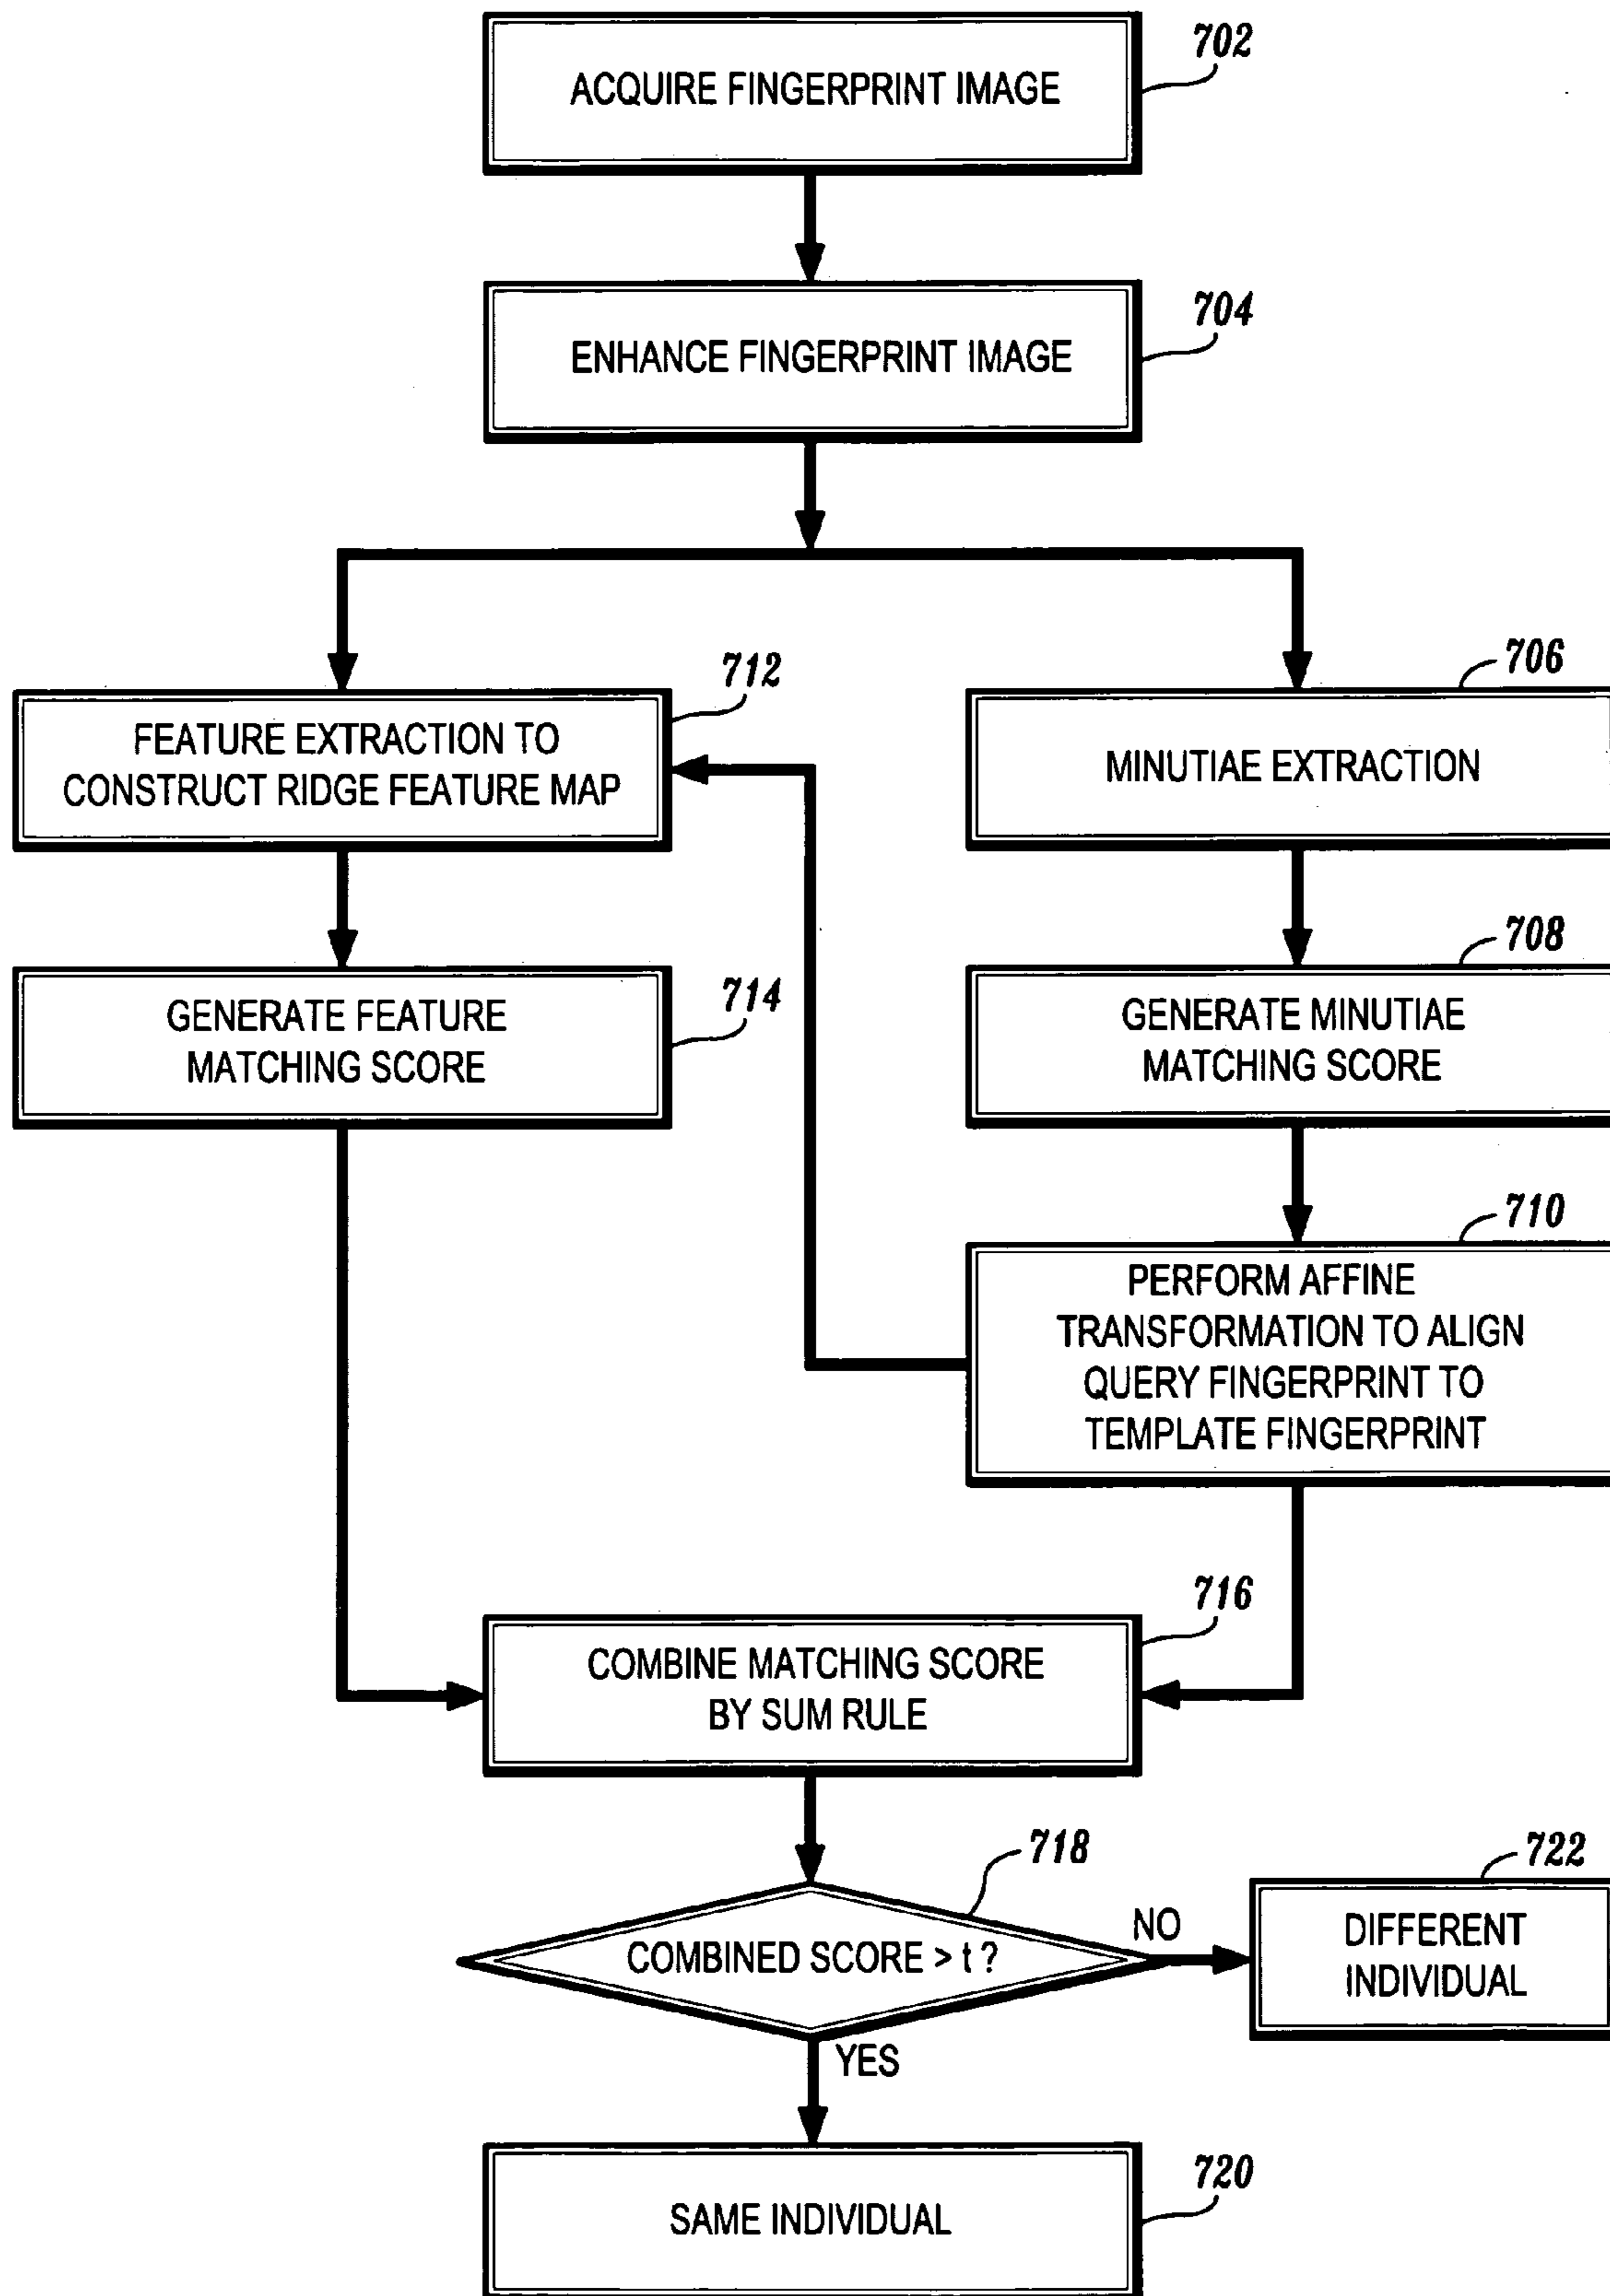 702
ACQUIRE FINGERPRINT IMAGE
704
ENHANCE FINGERPRINT IMAGE
712
FEATURE EXTRACTION TO
CONSTRUCT RIDGE FEATURE MAP
706
MINUTIAE EXTRACTION
714
GENERATE FEATURE
MATCHING SCORE
708
GENERATE MINUTIAE
MATCHING SCORE
710
PERFORM AFFINE
TRANSFORMATION TO ALIGN
QUERY FINGERPRINT TO
TEMPLATE FINGERPRINT
716
COMBINE MATCHING SCORE
BY SUM RULE
718
COMBINED SCORE > t ?
NO
722
DIFFERENT
INDIVIDUAL
YES
720
SAME INDIVIDUAL